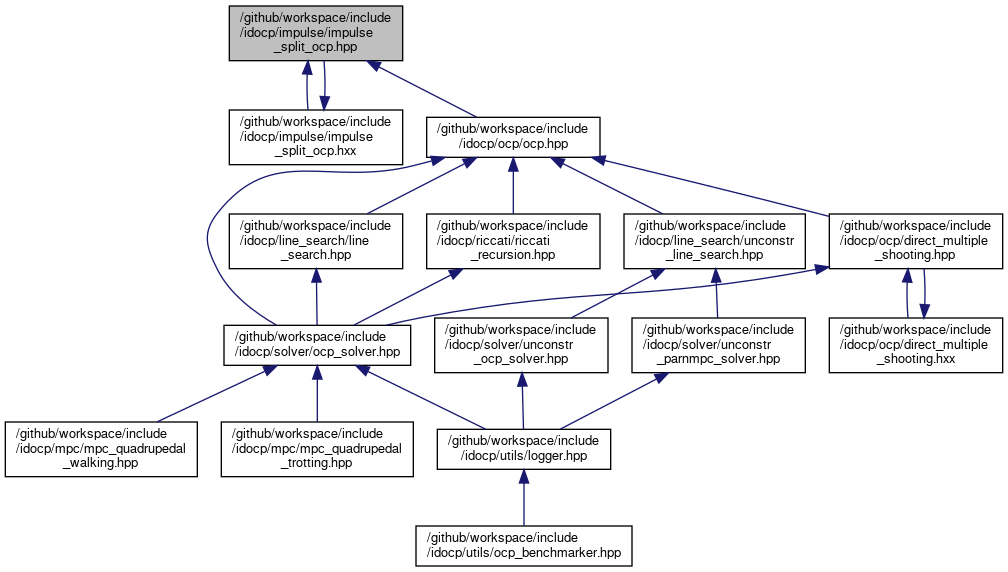 /github/workspace/include
/idocp/impulse/impulse
_split_ocp.hpp
/github/workspace/include
/idocp/impulse/impulse
_split_ocp.hxx
/github/workspace/include
/idocp/ocp/ocp.hpp
/github/workspace/include
/idocp/line_search/line
_search.hpp
/github/workspace/include
/idocp/riccati/riccati
_recursion.hpp
/github/workspace/include
/idocp/line_search/unconstr
_line_search.hpp
/github/workspace/include
/idocp/ocp/direct_multiple
_shooting.hpp
/github/workspace/include
/idocp/solver/ocp_solver.hpp
/github/workspace/include
/idocp/solver/unconstr
_ocp_solver.hpp
/github/workspace/include
/idocp/solver/unconstr
_parnmpc_solver.hpp
/github/workspace/include
/idocp/ocp/direct_multiple
_shooting.hxx
/github/workspace/include
/idocp/mpc/mpc_quadrupedal
_walking.hpp
/github/workspace/include
/idocp/mpc/mpc_quadrupedal
_trotting.hpp
/github/workspace/include
/idocp/utils/logger.hpp
/github/workspace/include
/idocp/utils/ocp_benchmarker.hpp